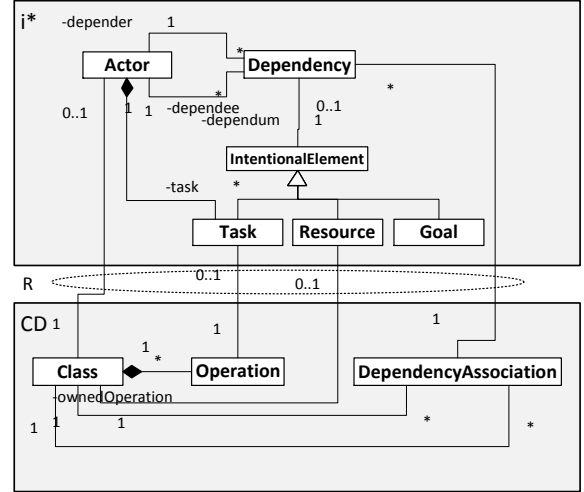 i*
-depender 1
Actor * Dependency
0..1 1 1 -dependee * 0..1 *
-dependum 1
IntentionalElement
-task *
Task Resource Goal
R 0..1 0..1
CD 1 1 1
1 *
Class Operation DependencyAssociation
-ownedOperation
1 1 1 * *